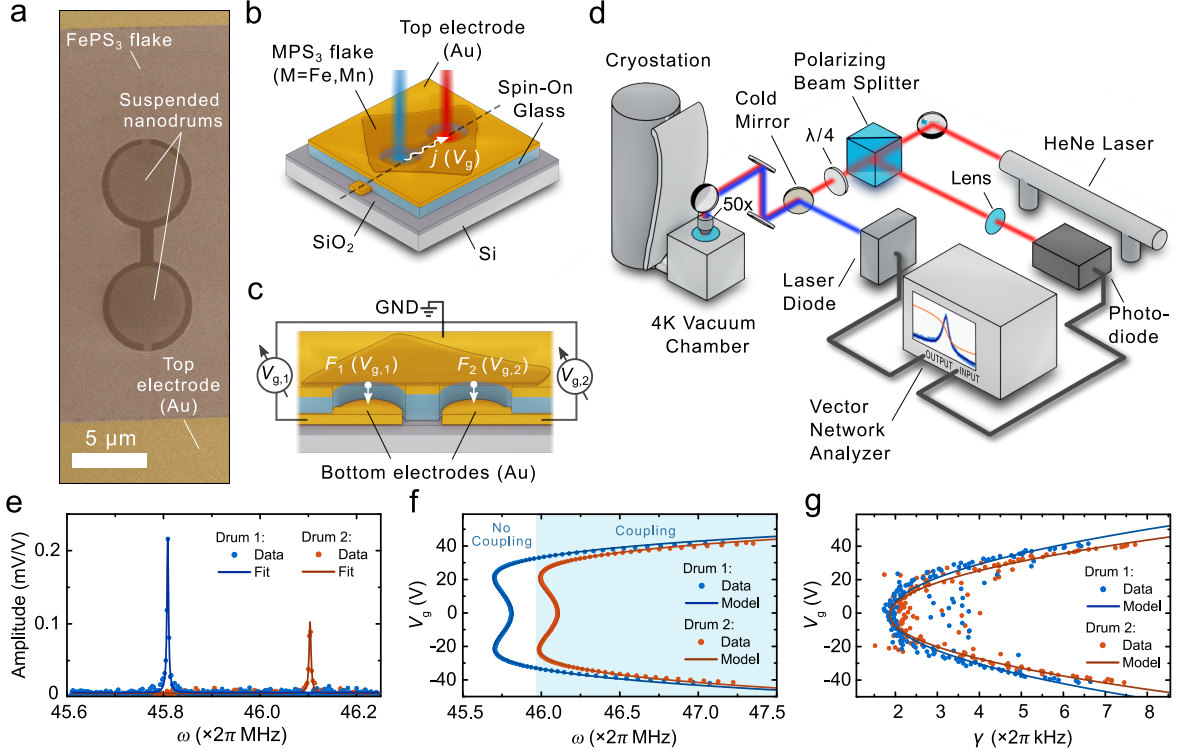 a
FePS₃ flake
Suspended
nanodrums
Top
electrode
(Au)
5 μm
b
Top electrode
(Au)
MPS₃ flake
(M=Fe,Mn)
Spin-On
Glass
j (Vg)
SiO₂
Si
c
GND
Vg,1
F₁ (Vg,1)
F₂ (Vg,2)
Vg,2
Bottom electrodes (Au)
d
Cryostation
Polarizing
Beam Splitter
Cold
Mirror
λ/4
HeNe Laser
Lens
50x
Laser
Diode
4K Vacuum
Chamber
OUTPUT INPUT
Photo-
diode
Vector
Network
Analyzer
e
Drum 1:
Data
Fit
Drum 2:
Data
Fit
Amplitude (mV/V)
0.2
0.1
0.0
45.6 45.8 46.0 46.2
ω (×2π MHz)
f
No
Coupling
Coupling
Drum 1:
Data
Model
Drum 2:
Data
Model
Vg (V)
40
20
0
−20
−40
45.5 46.0 46.5 47.0 47.5
ω (×2π MHz)
g
Drum 1:
Data
Model
Drum 2:
Data
Model
Vg (V)
40
20
0
−20
−40
2 3 4 5 6 7 8
γ (×2π kHz)